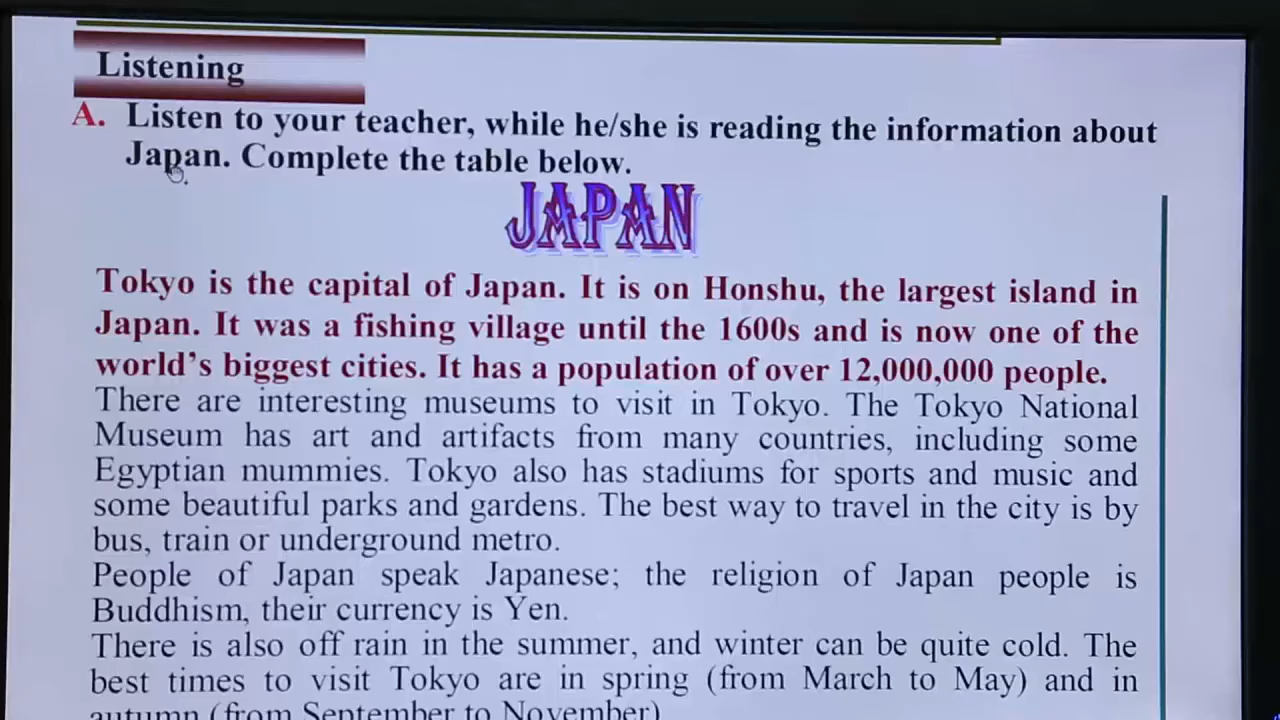 Listening
A. Listen to your teacher, while he/she is reading the information about
Japan. Complete the table below.
JAPAN
Tokyo is the capital of Japan. It is on Honshu, the largest island in
Japan. It was a fishing village until the 1600s and is now one of the
world's biggest cities. It has a population of over 12,000,000 people.
There are interesting museums to visit in Tokyo. The Tokyo National
Museum has art and artifacts from many countries, including some
Egyptian mummies. Tokyo also has stadiums for sports and music and
some beautiful parks and gardens. The best way to travel in the city is by
bus, train or underground metro.
People of Japan speak Japanese; the religion of Japan people is
Buddhism, their currency is Yen.
There is also off rain in the summer, and winter can be quite cold. The
best times to visit Tokyo are in spring (from March to May) and in
autumn (from September to November)